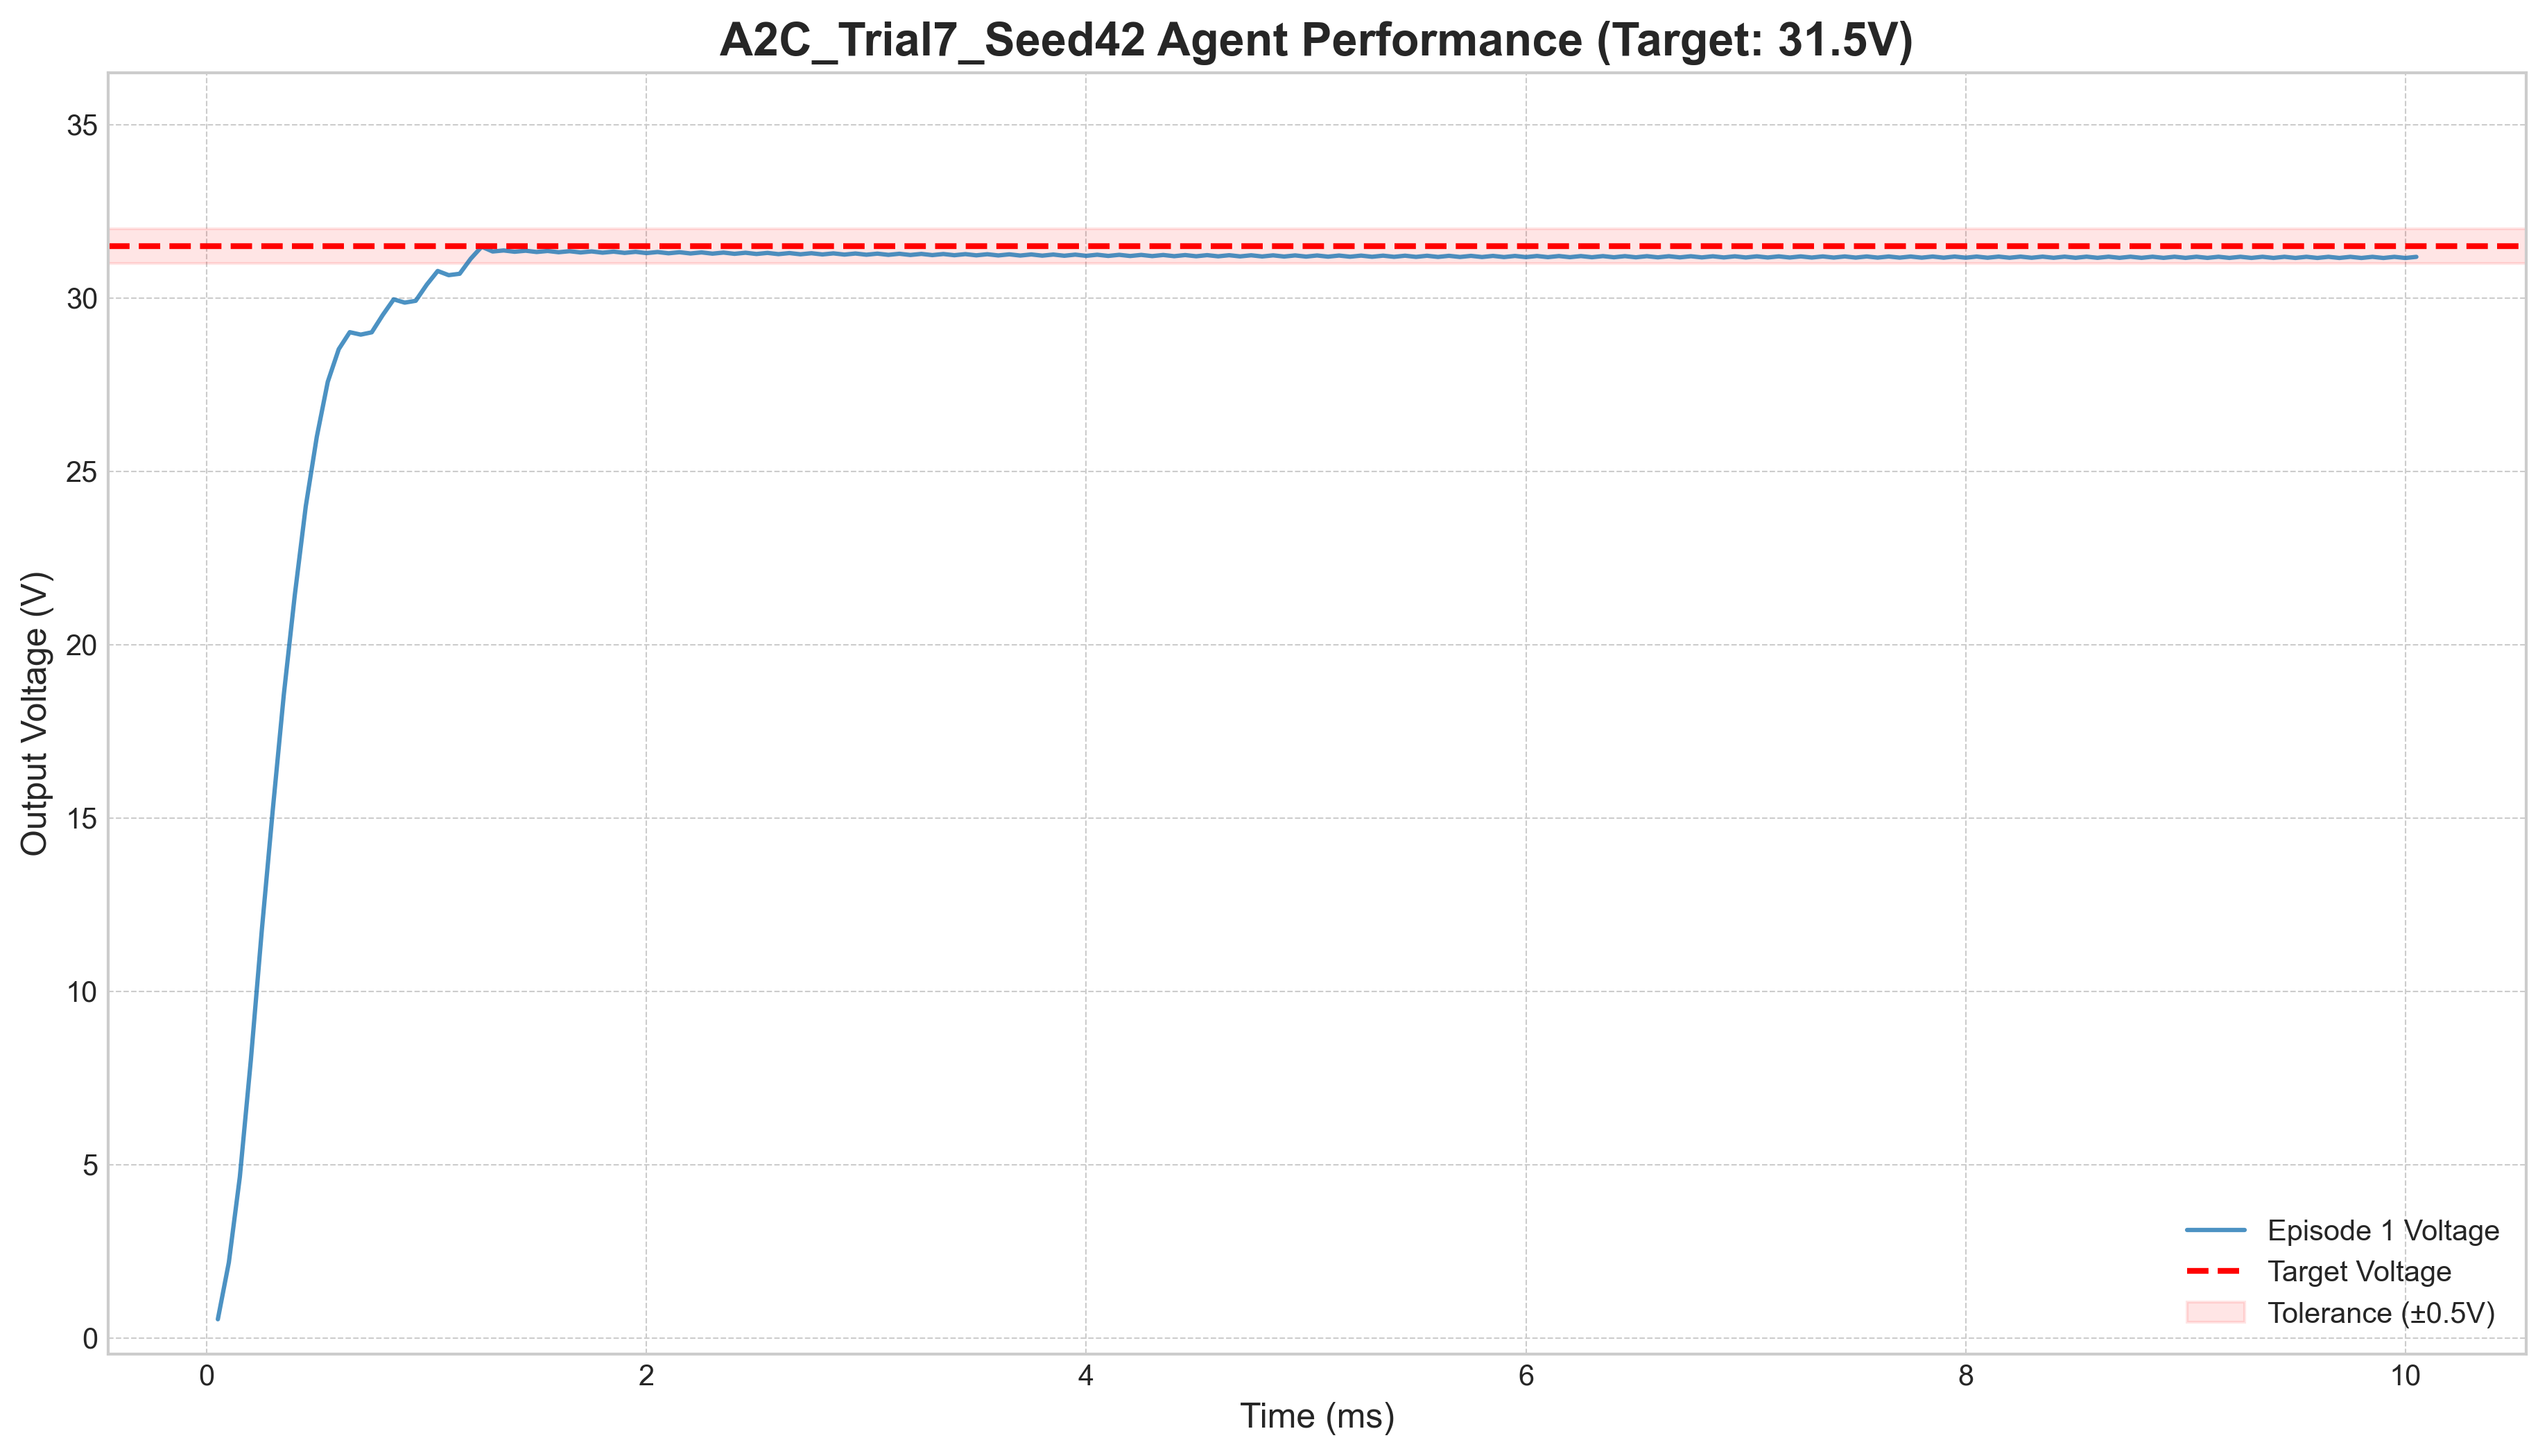 A2C_Trial7_Seed42 Agent Performance (Target: 31.5V)
Output Voltage (V)
35
30
25
20
15
10
5
0
0 2 4 6 8 10
Time (ms)
Episode 1 Voltage
Target Voltage
Tolerance (±0.5V)